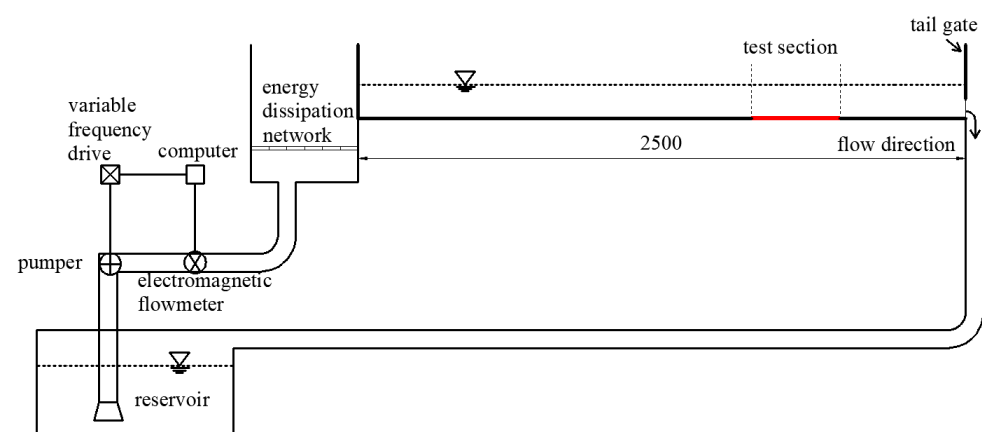 tail gate
test section
energy
dissipation
network
variable
frequency
drive
computer
2500
flow direction
pumper
electromagnetic
flowmeter
reservoir